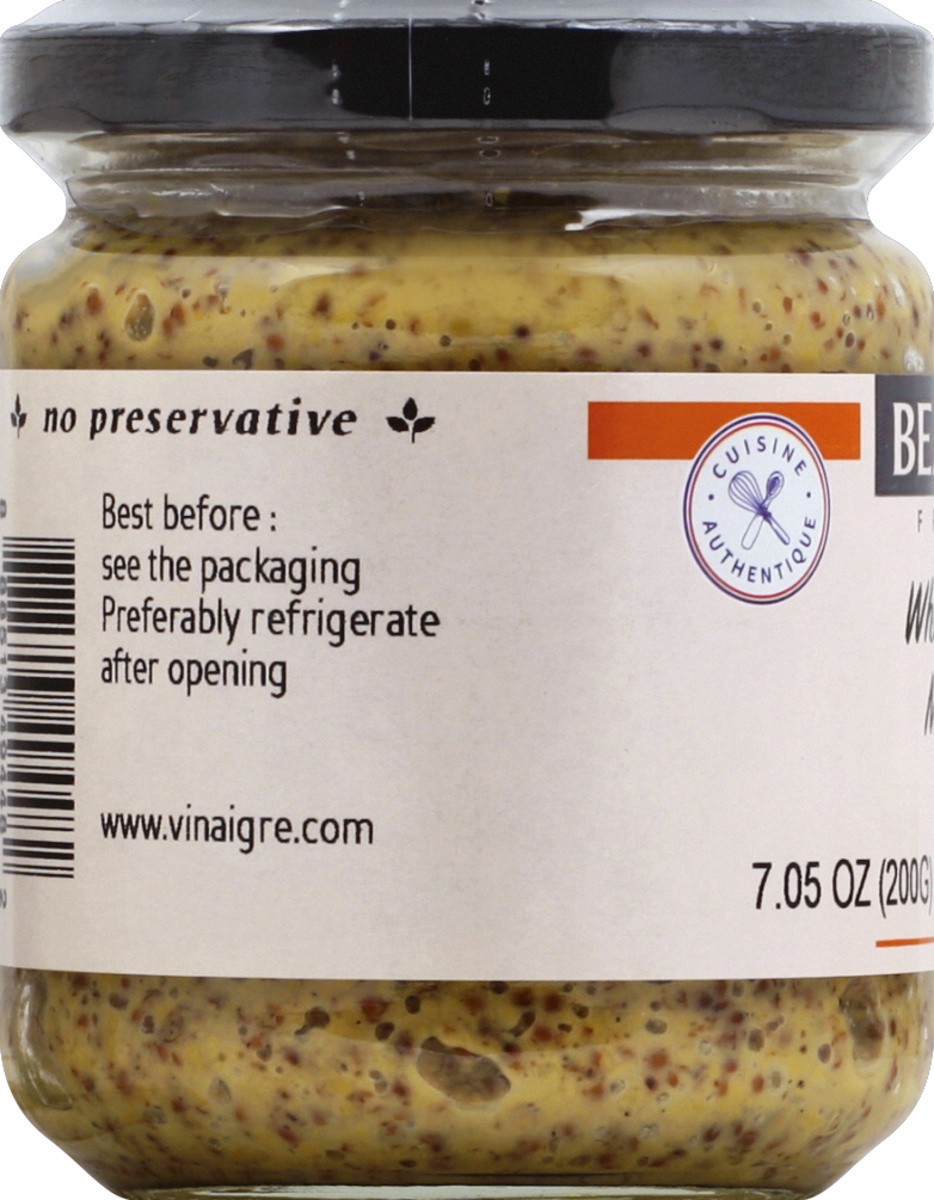 no preservative
Best before :
see the packaging
Preferably refrigerate
after opening
www.vinaigre.com
CUISINE
AUTHENTIQUE
7.05 OZ (200G)